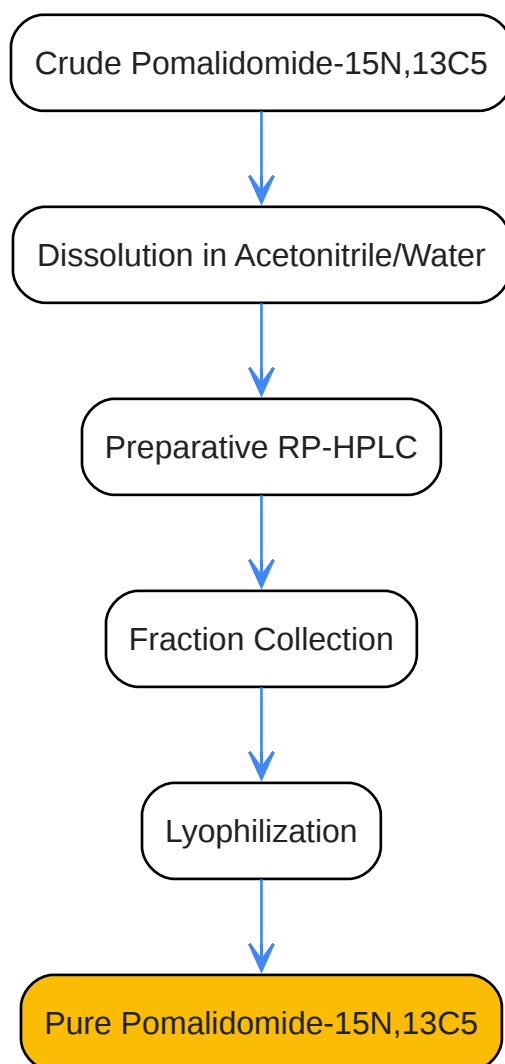 Crude Pomalidomide-15N,13C5
Dissolution in Acetonitrile/Water
Preparative RP-HPLC
Fraction Collection
Lyophilization
Pure Pomalidomide-15N,13C5